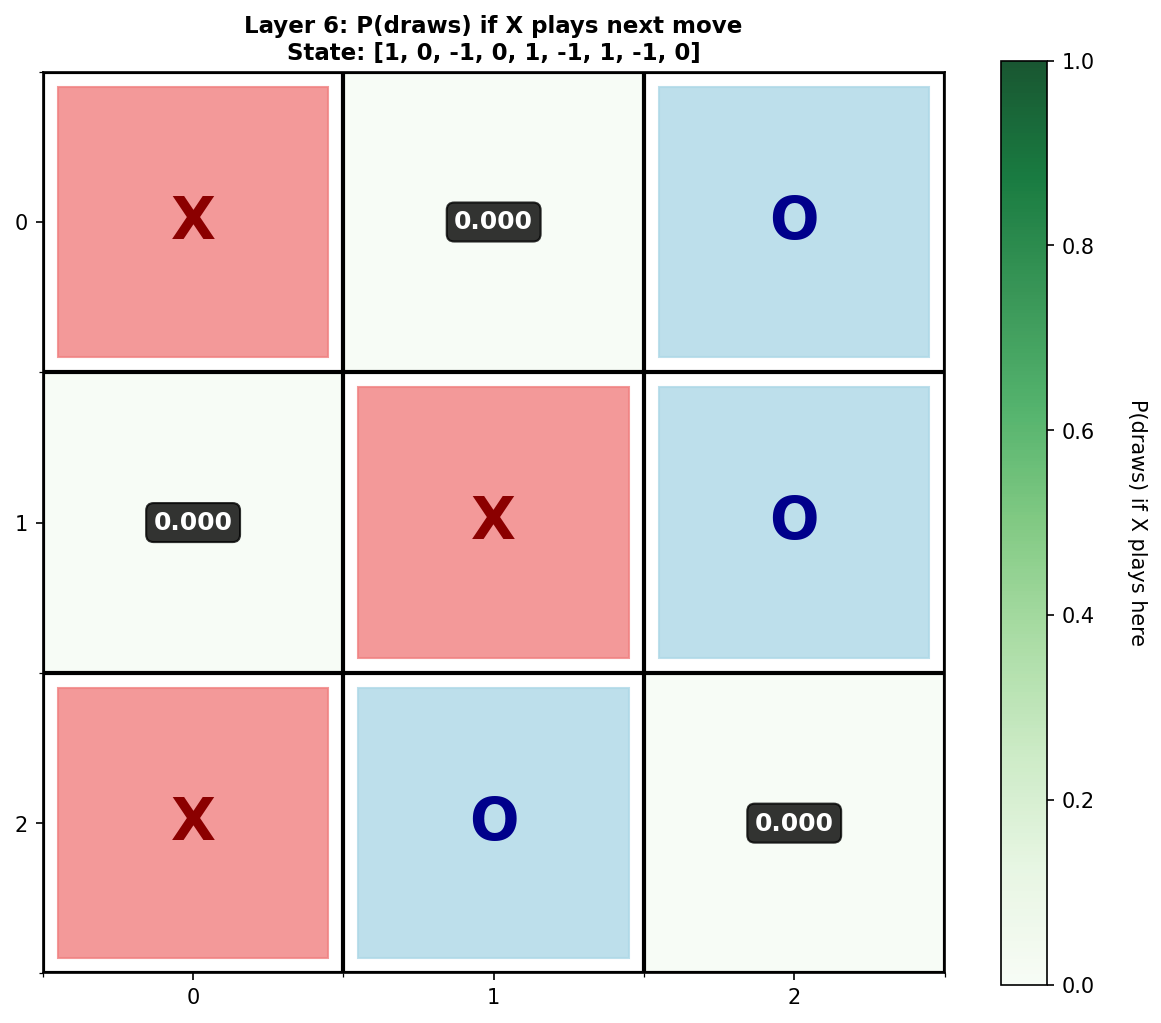 Layer 6: P(draws) if X plays next move
State: [1, 0, -1, 0, 1, -1, 1, -1, 0]
0
X
0.000
O
1
0.000
X
O
2
X
O
0.000
0
1
2
1.0
0.8
0.6
0.4
0.2
0.0
P(draws) if X plays here